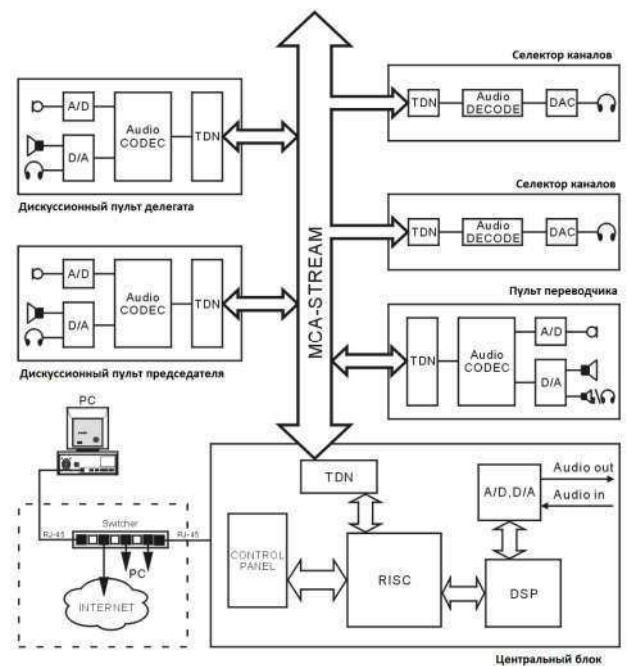 A/D
D/A
Audio
CODEC
TDN
Дискуссионный пульт делегата
A/D
D/A
Audio
CODEC
TDN
Дискуссионный пульт председателя
MCA-STREAM
Селектор каналов
TDN
Audio
DECODE
DAC
Селектор каналов
TDN
Audio
DECODE
DAC
Пульт переводчика
TDN
Audio
CODEC
A/D
D/A
PC
RJ-45
Switcher
RJ-45
PC
INTERNET
TDN
CONTROL
PANEL
RISC
A/D, D/A
Audio out
Audio in
DSP
Центральный блок